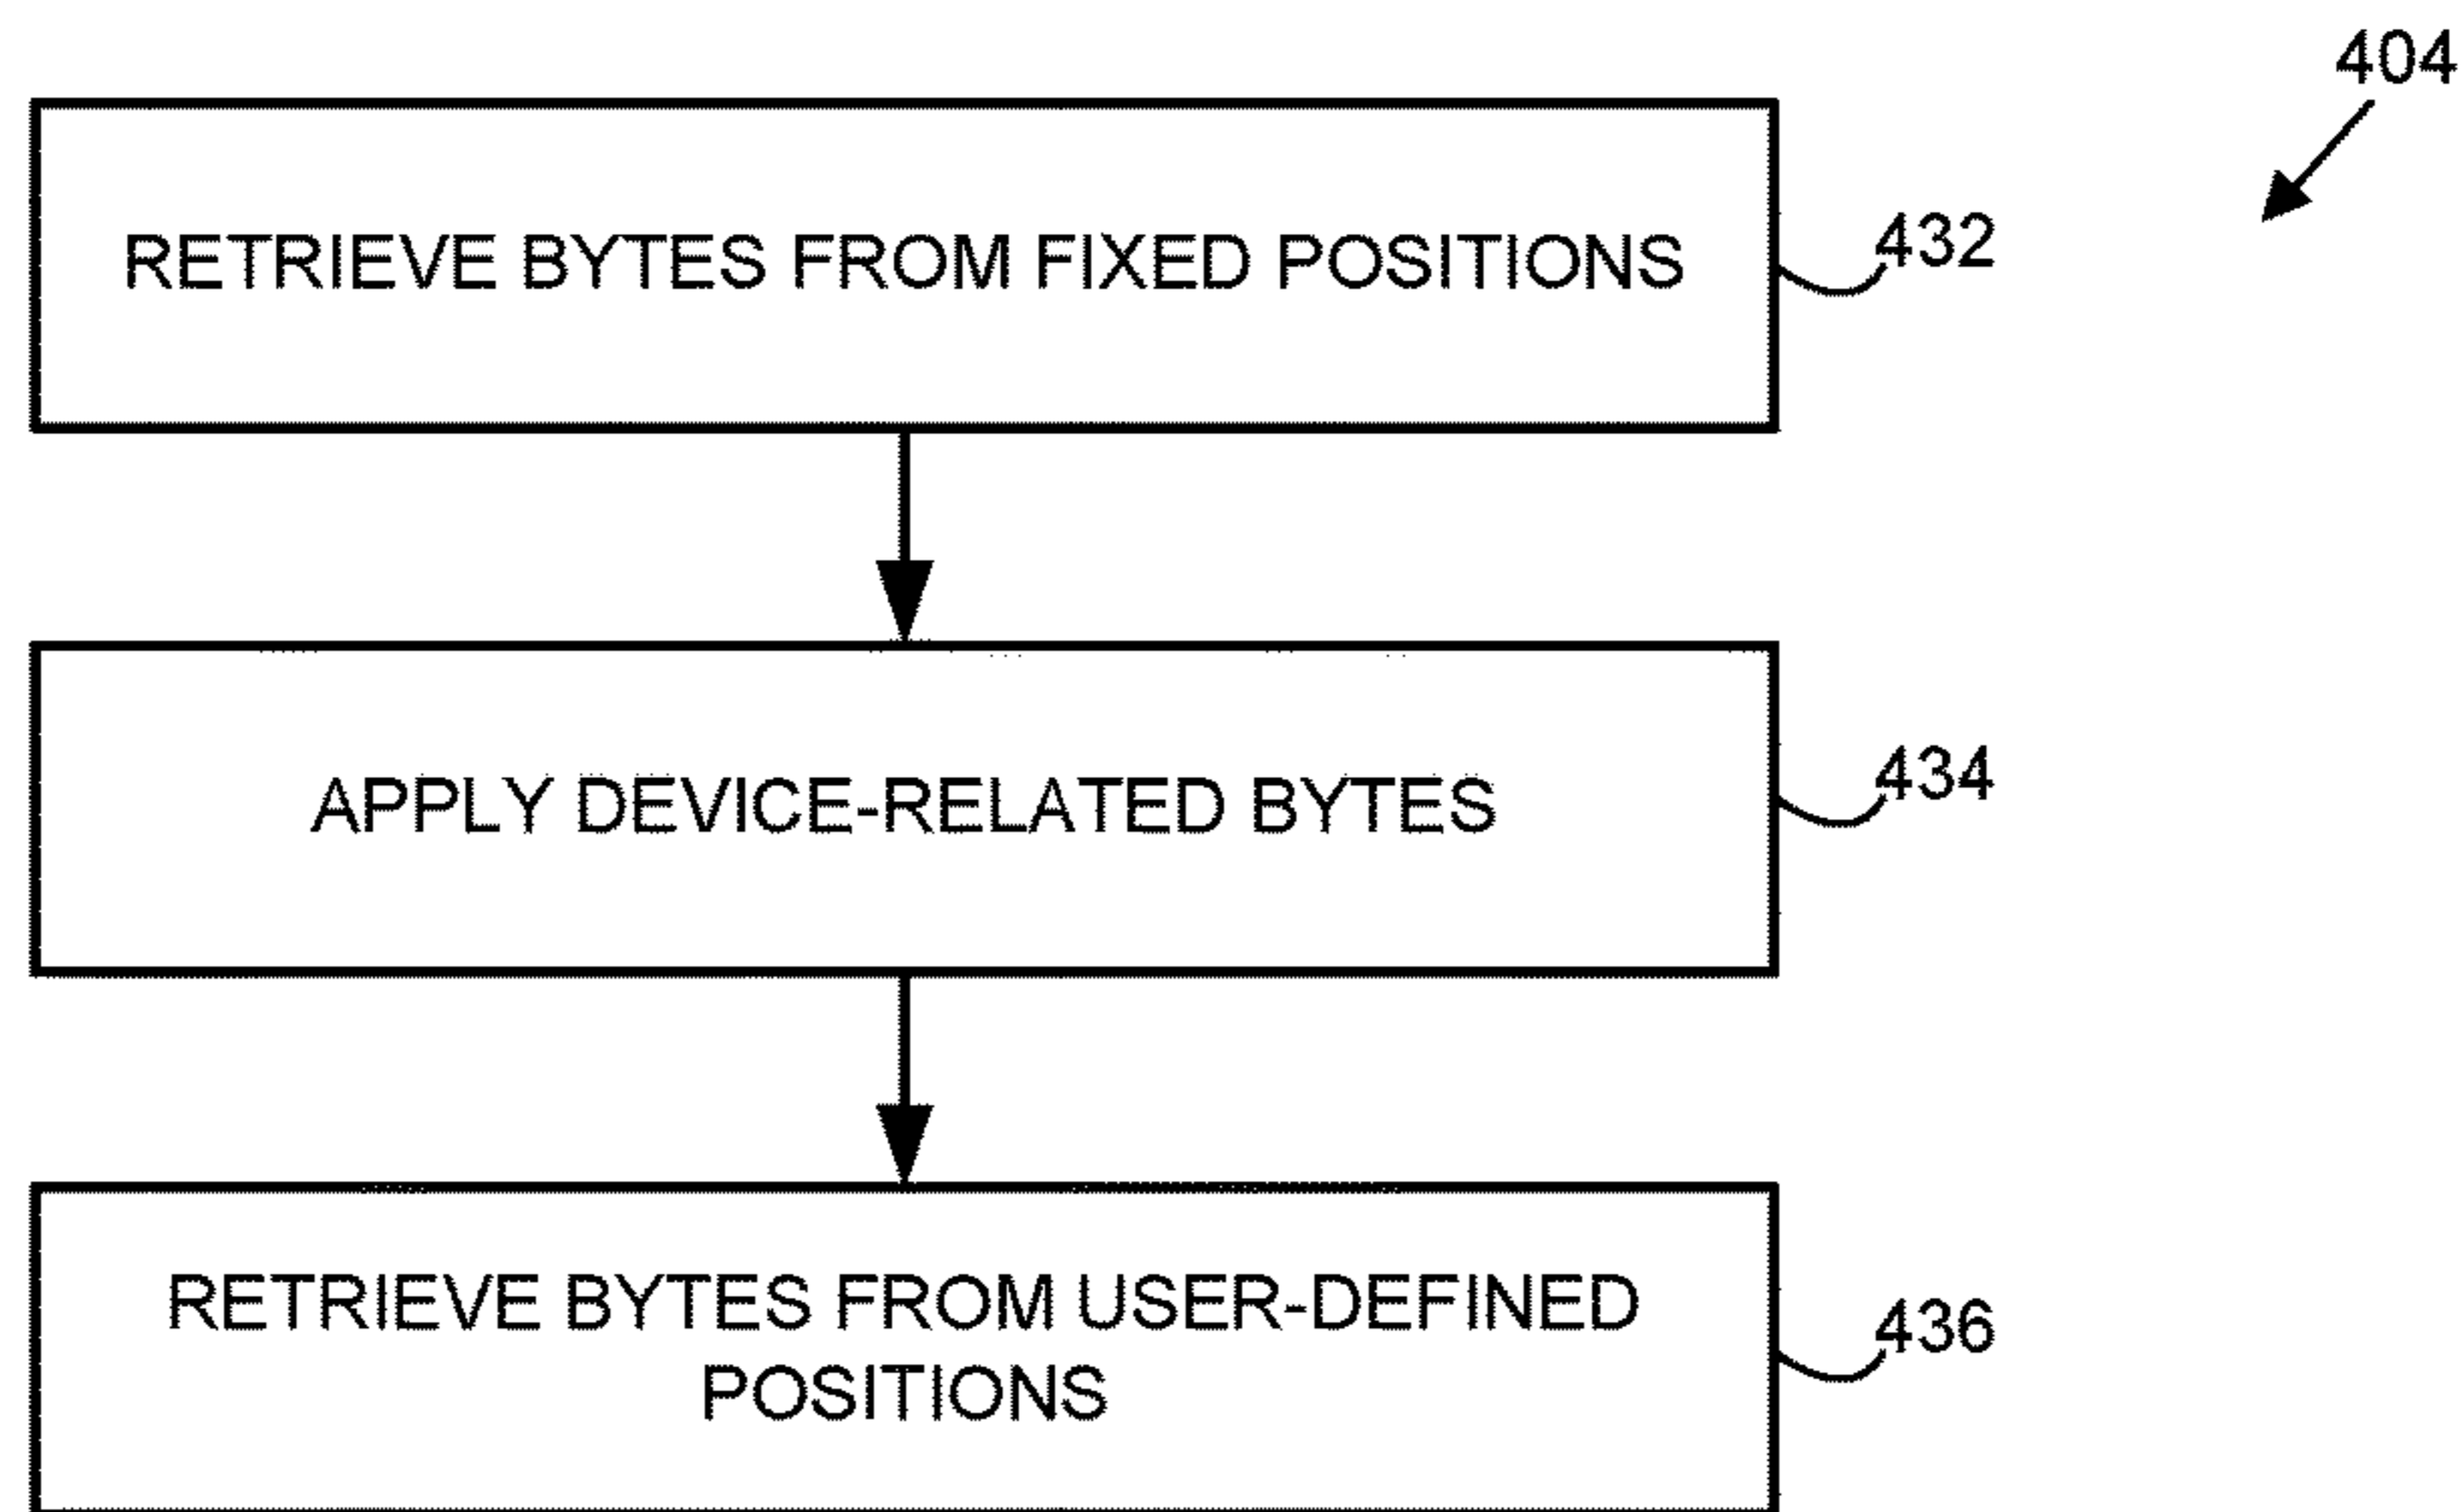 404
RETRIEVE BYTES FROM FIXED POSITIONS
432
APPLY DEVICE-RELATED BYTES
434
RETRIEVE BYTES FROM USER-DEFINED
POSITIONS
436